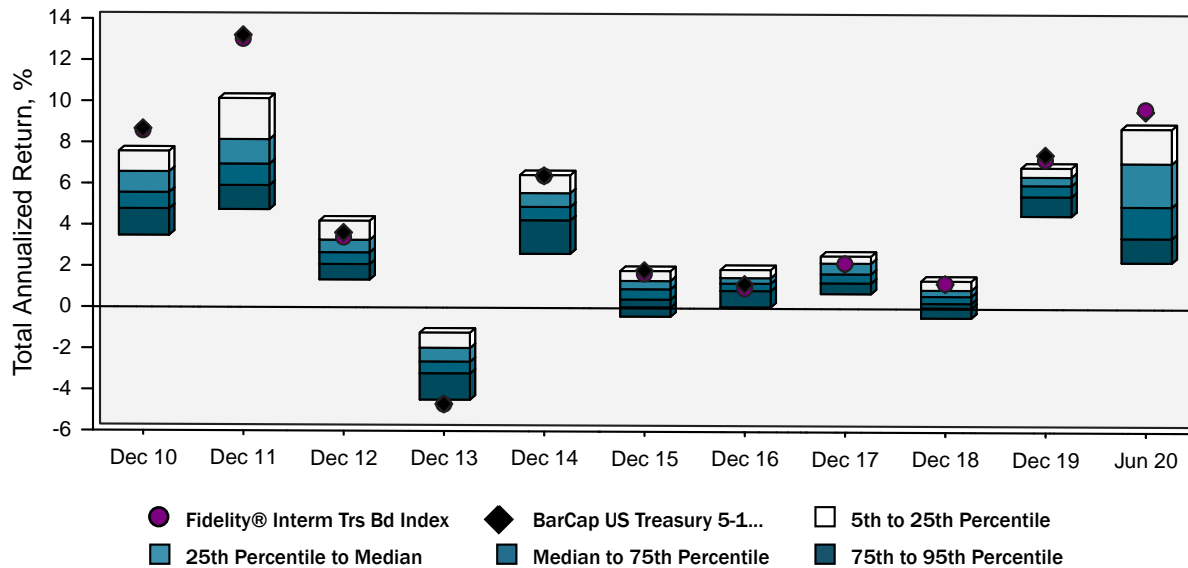 Total Annualized Return, %
14
12
10
8
6
4
2
0
-2
-4
-6
Dec 10 Dec 11 Dec 12 Dec 13 Dec 14 Dec 15 Dec 16 Dec 17 Dec 18 Dec 19 Jun 20
Fidelity® Interm Trs Bd Index BarCap US Treasury 5-1... 5th to 25th Percentile
25th Percentile to Median Median to 75th Percentile 75th to 95th Percentile